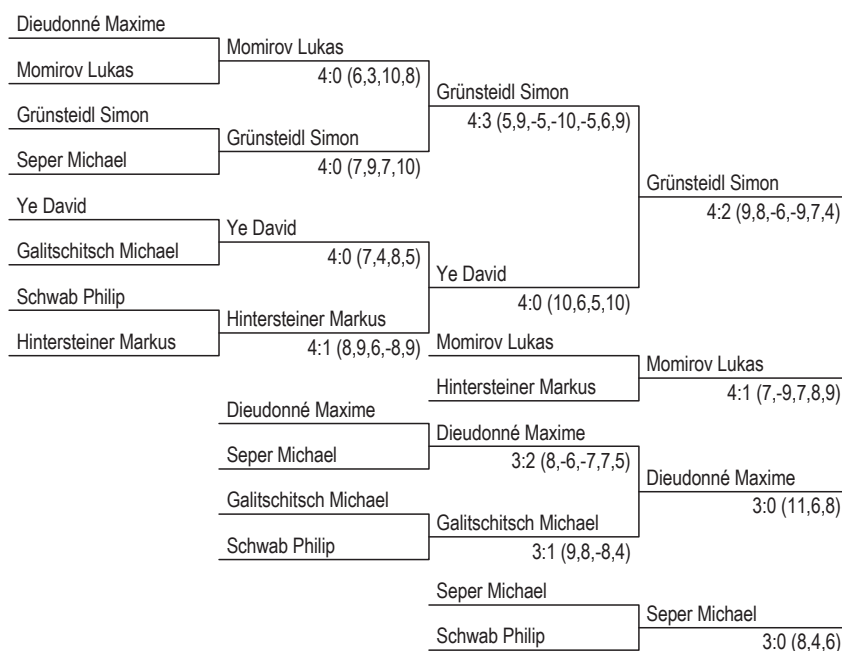 Dieudonné Maxime
Momirov Lukas
Momirov Lukas
4:0 (6,3,10,8)
Grünsteidl Simon
Grünsteidl Simon
4:3 (5,9,-5,-10,-5,6,9)
Grünsteidl Simon
Seper Michael
4:0 (7,9,7,10)
Grünsteidl Simon
4:2 (9,8,-6,-9,7,4)
Ye David
Ye David
Galitschitsch Michael
4:0 (7,4,8,5)
Ye David
4:0 (10,6,5,10)
Schwab Philip
Hintersteiner Markus
Hintersteiner Markus
4:1 (8,9,6,-8,9)
Momirov Lukas
Momirov Lukas
Hintersteiner Markus
4:1 (7,-9,7,8,9)
Dieudonné Maxime
Dieudonné Maxime
Seper Michael
3:2 (8,-6,-7,7,5)
Dieudonné Maxime
3:0 (11,6,8)
Galitschitsch Michael
Galitschitsch Michael
Schwab Philip
3:1 (9,8,-8,4)
Seper Michael
Seper Michael
Schwab Philip
3:0 (8,4,6)